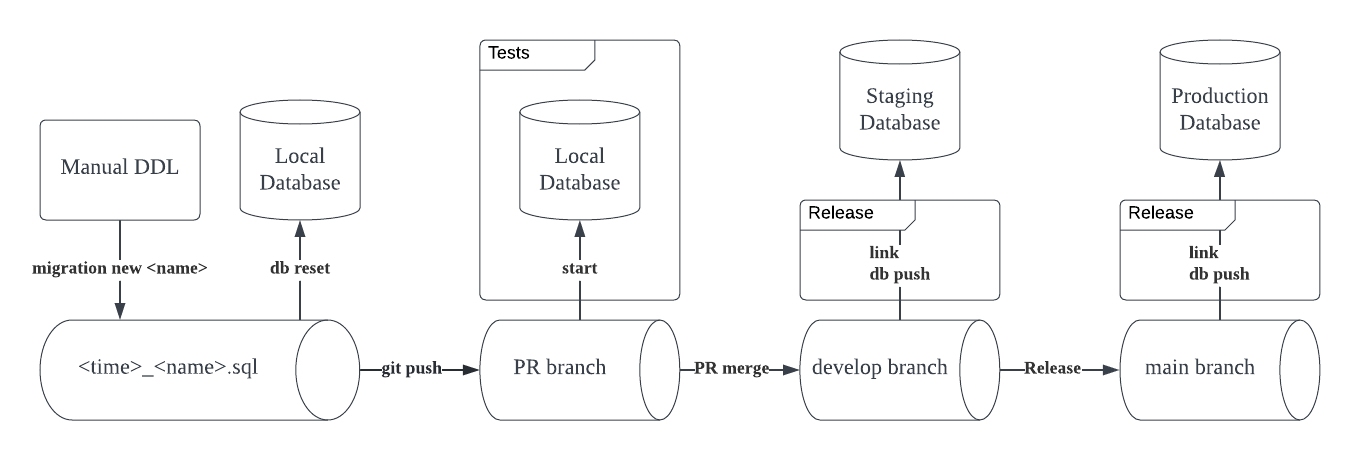 Tests
Staging
Database
Production
Database
Manual DDL
Local
Database
Local
Database
Release
Release
link
db push
link
db push
migration new <name>
db reset
start
<time>_<name>.sql
git push
PR branch
PR merge
develop branch
Release
main branch